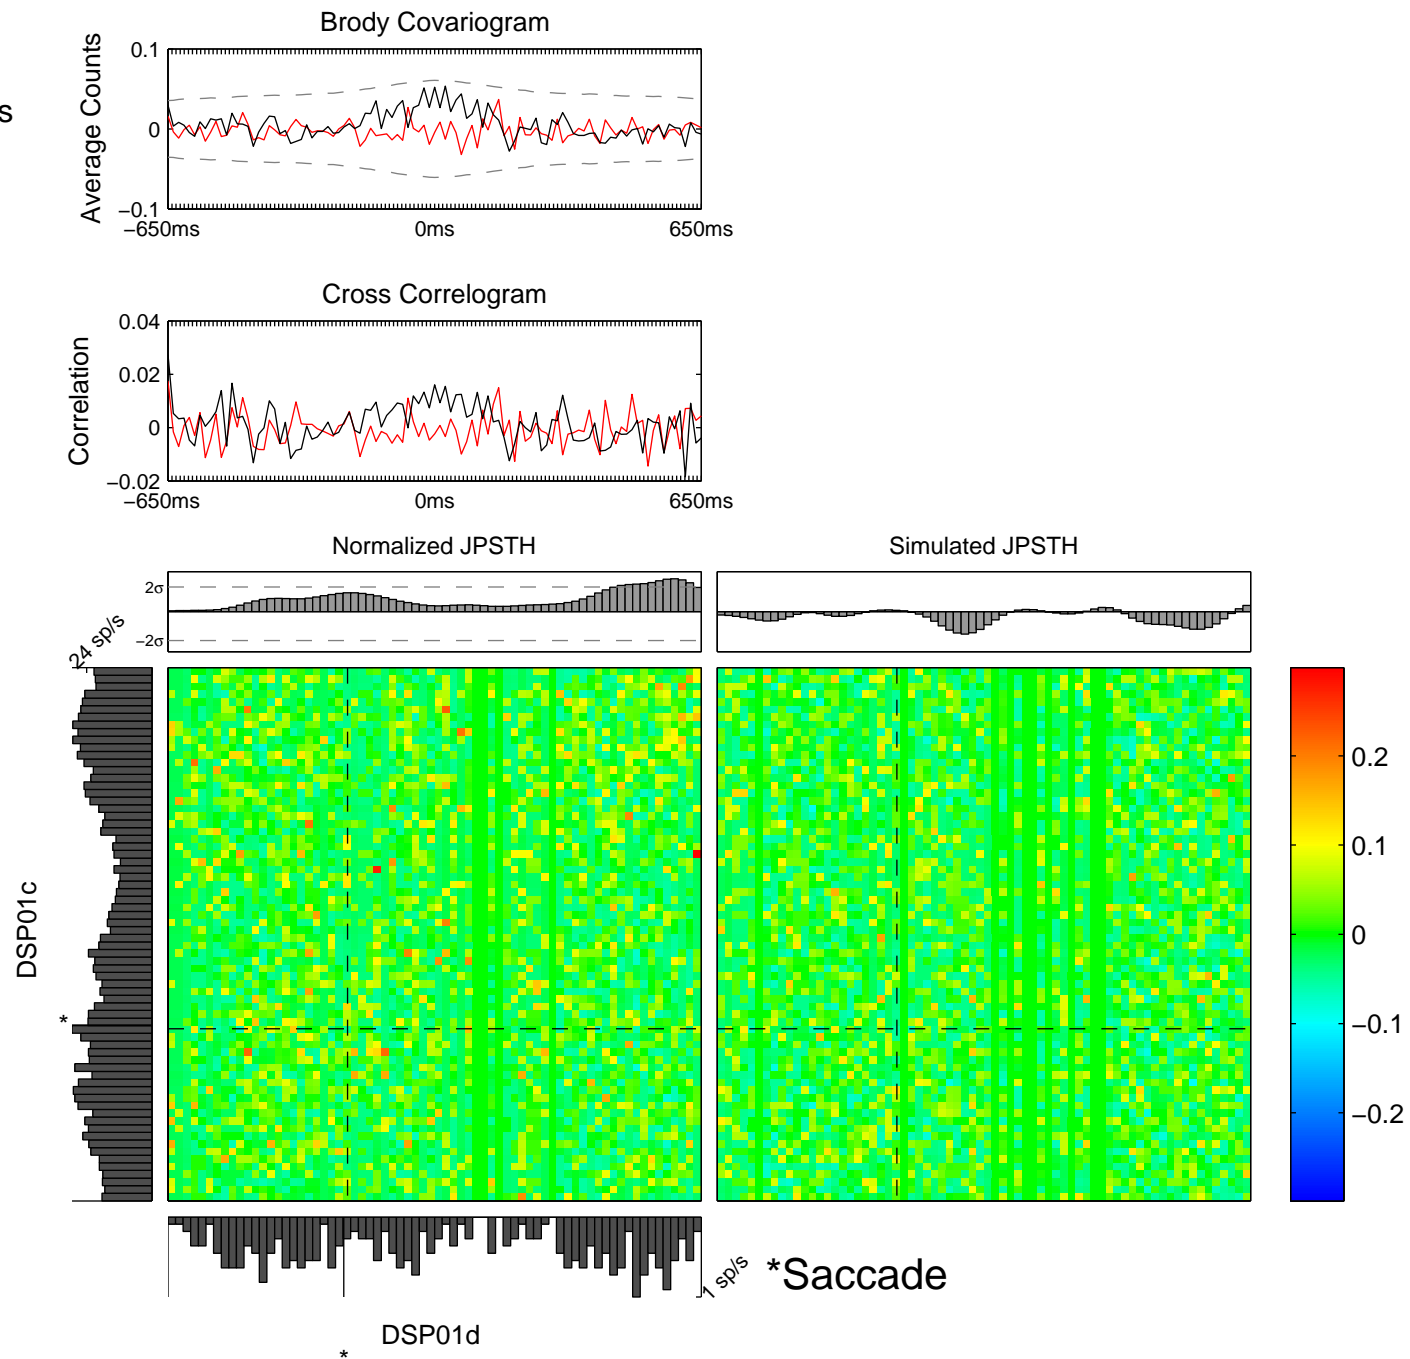 Brody Covariogram
s
Average Counts
0.1
0
−0.1
−650ms
0ms
650ms
Cross Correlogram
Correlation
0.04
0.02
0
−0.02
−650ms
0ms
650ms
Normalized JPSTH
Simulated JPSTH
2σ
−2σ
24 sp/s
DSP01c
*
0.2
0.1
0
−0.1
−0.2
1 sp/s
*Saccade
DSP01d
*